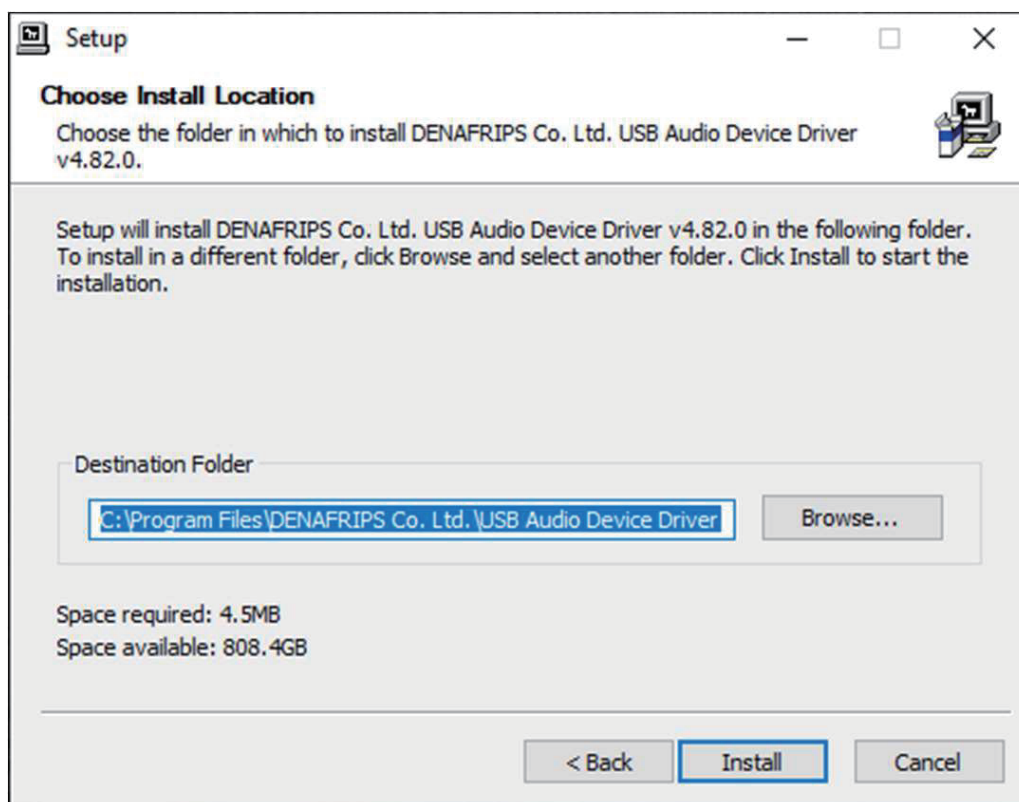 Setup
Choose Install Location
Choose the folder in which to install DENAFRIPS Co. Ltd. USB Audio Device Driver
v4.82.0.
Setup will install DENAFRIPS Co. Ltd. USB Audio Device Driver v4.82.0 in the following folder.
To install in a different folder, click Browse and select another folder. Click Install to start the
installation.
Destination Folder
C:\Program Files\DENAFRIPS Co. Ltd.\USB Audio Device Driver
Browse...
Space required: 4.5MB
Space available: 808.4GB
< Back
Install
Cancel